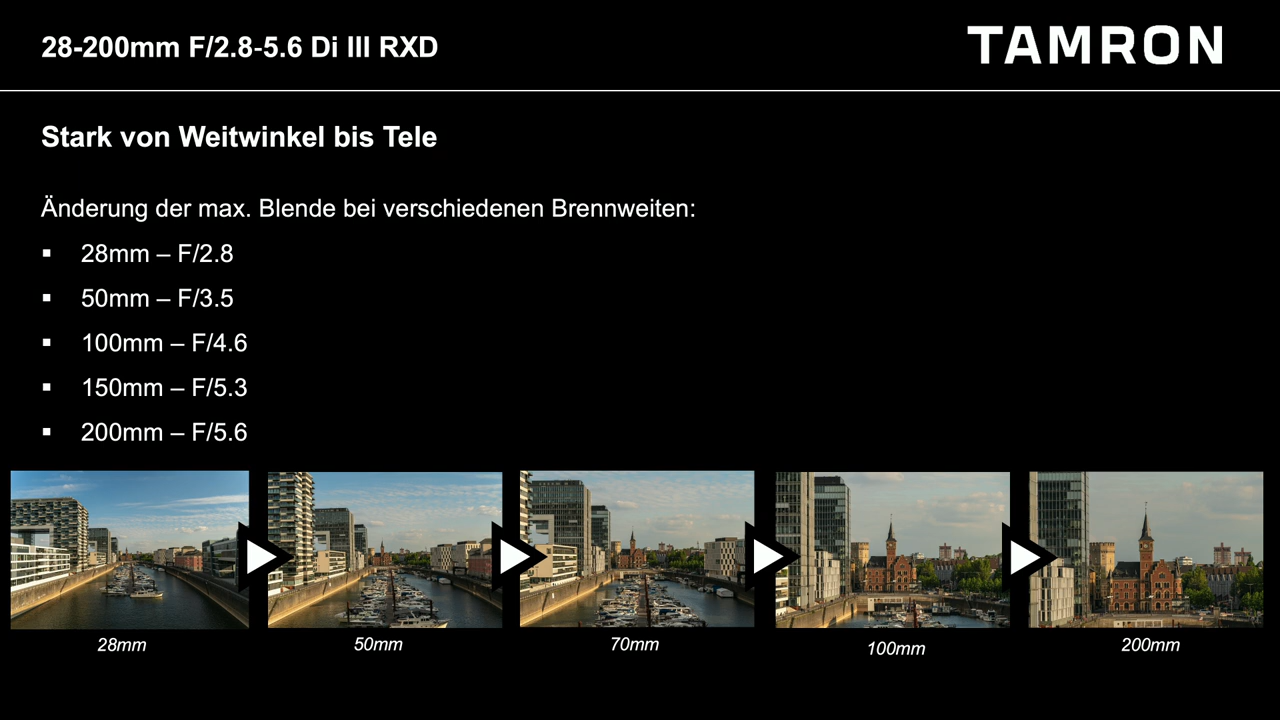 28-200mm F/2.8-5.6 Di III RXD
TAMRON
Stark von Weitwinkel bis Tele
Änderung der max. Blende bei verschiedenen Brennweiten:
▪ 28mm – F/2.8
▪ 50mm – F/3.5
▪ 100mm – F/4.6
▪ 150mm – F/5.3
▪ 200mm – F/5.6
28mm
50mm
70mm
100mm
200mm